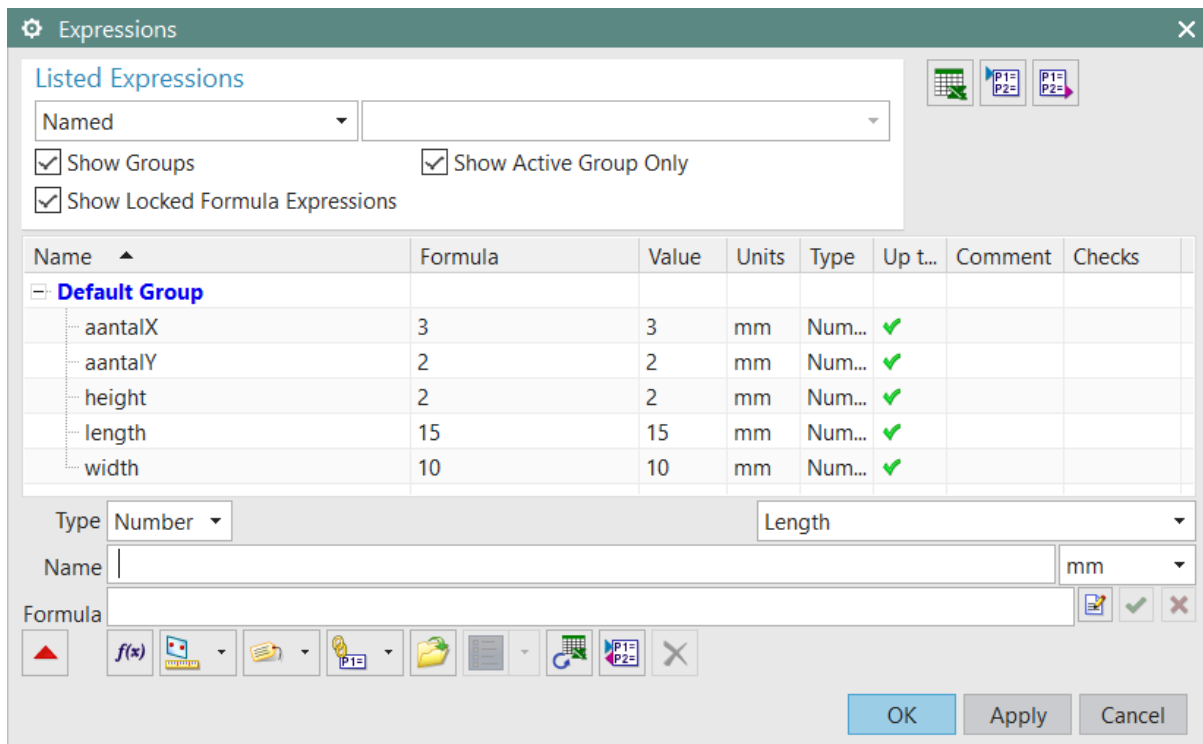 Expressions
Listed Expressions
Named
Show Groups Show Active Group Only
Show Locked Formula Expressions
P1= P2= P1= P2=
Name Formula Value Units Type Up t... Comment Checks
Default Group
aantalX 3 3 mm Num...
aantalY 2 2 mm Num...
height 2 2 mm Num...
length 15 15 mm Num...
width 10 10 mm Num...
Type Number Length
Name mm
Formula
f(x) P1= P1= P2=
OK Apply Cancel